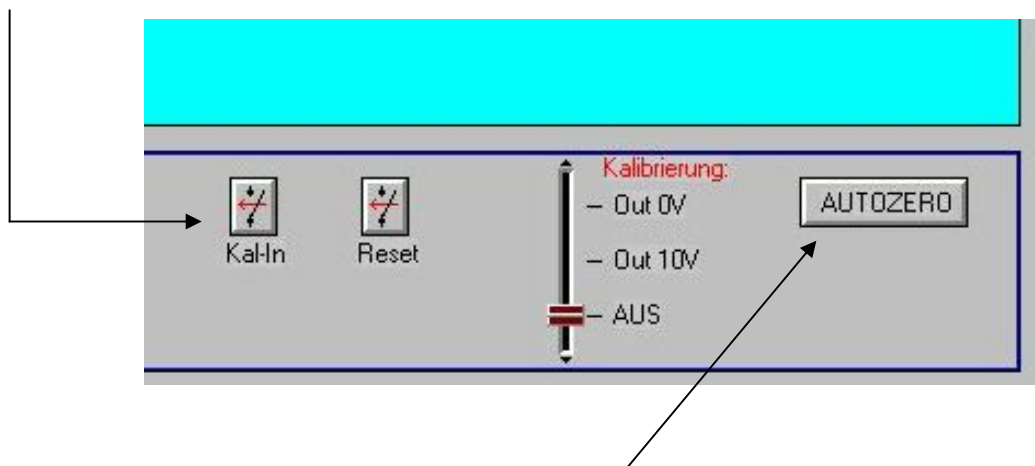 Kal-In
Reset
Kalibrierung:
Out 0V
Out 10V
AUS
AUTOZERO